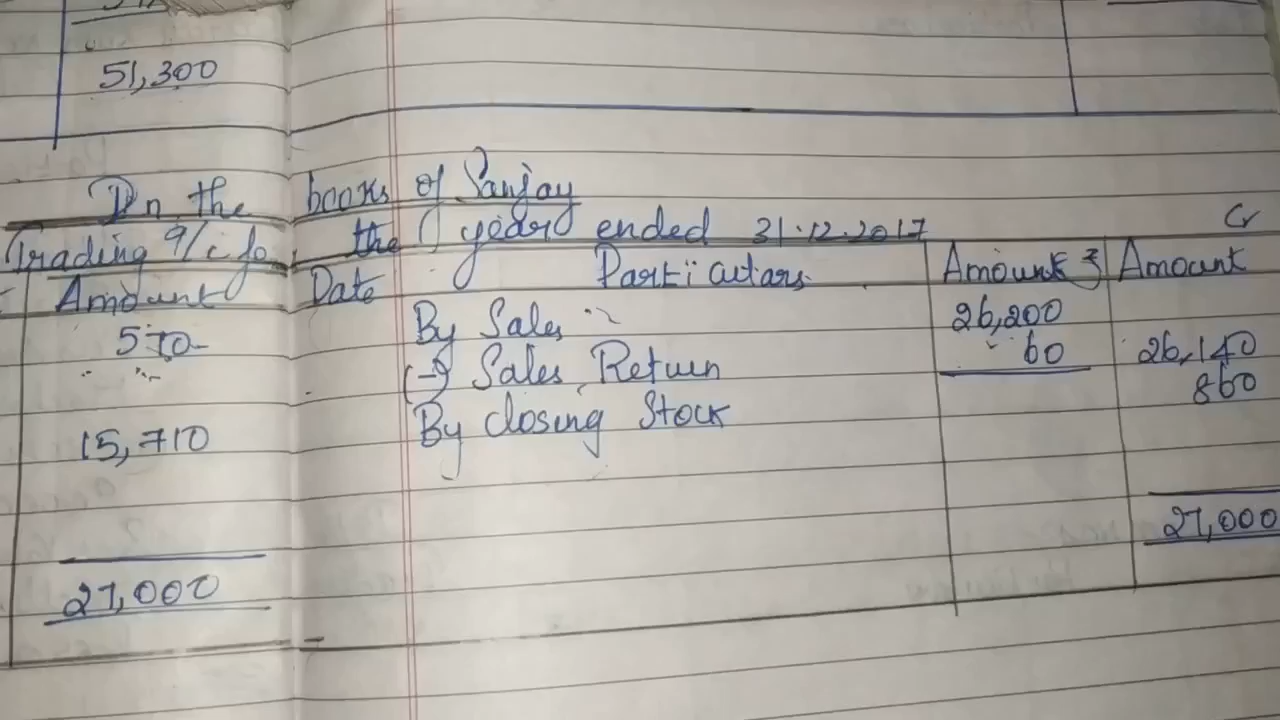 51,300
In the books of Sanjay
Trading a/c for the year ended 31.12.2017
Cr
Amount Date Particulars Amount ₹ Amount
570 By Sales 26,200
(-) Sales Return 60 26,140
By closing Stock 860
15,710
27,000
27,000